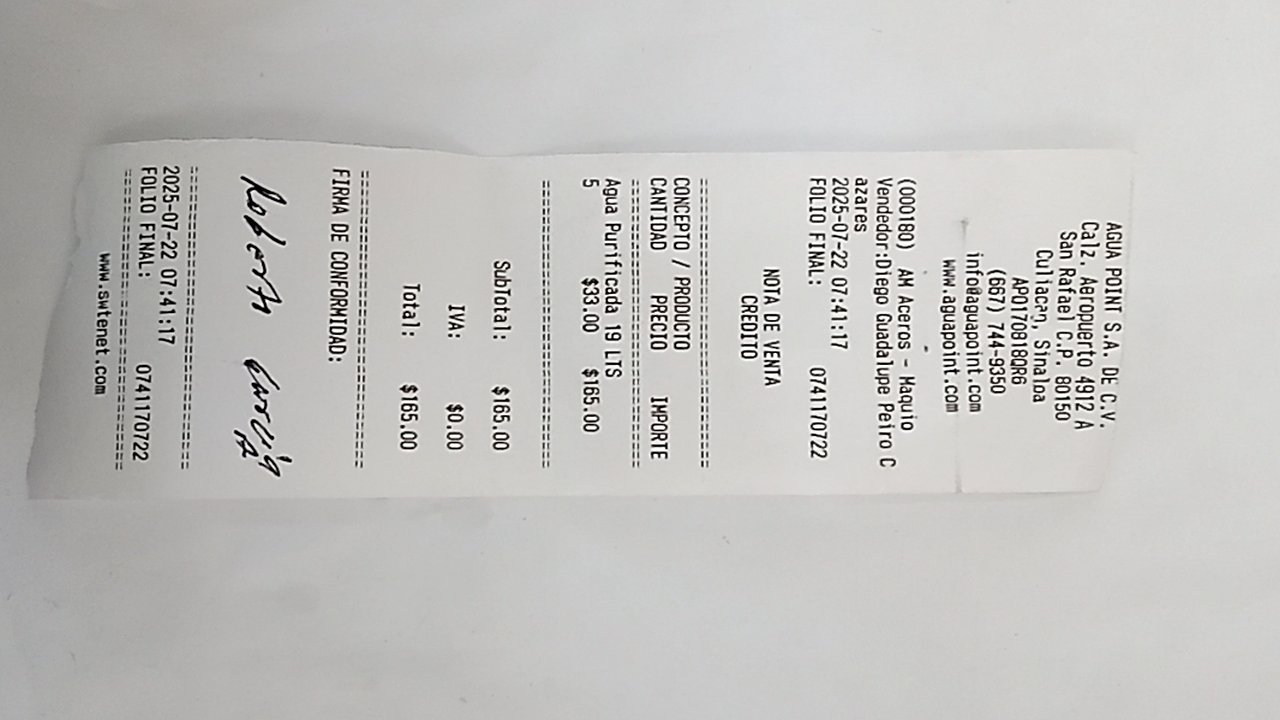 AGUA POINT S.A. DE C.V.
Calz. Aeropuerto 4912 A
San Rafael C.P. 80150
Culiacªn, Sinaloa
APO170818QR6
(667) 744-9350
info@aguapoint.com
www.aguapoint.com
(000180) AM Aceros - Maquio
Vendedor:Diego Guadalupe Peiro C
azares
2025-07-22 07:41:17
FOLIO FINAL: 0741170722
NOTA DE VENTA
CREDITO
================================
CONCEPTO / PRODUCTO
CANTIDAD PRECIO IMPORTE
================================
Agua Purificada 19 LTS
5 $33.00 $165.00
================================
SubTotal: $165.00
IVA: $0.00
Total: $165.00
================================
FIRMA DE CONFORMIDAD:
Roberto García
================================
2025-07-22 07:41:17
FOLIO FINAL: 0741170722
================================
www.swtenet.com